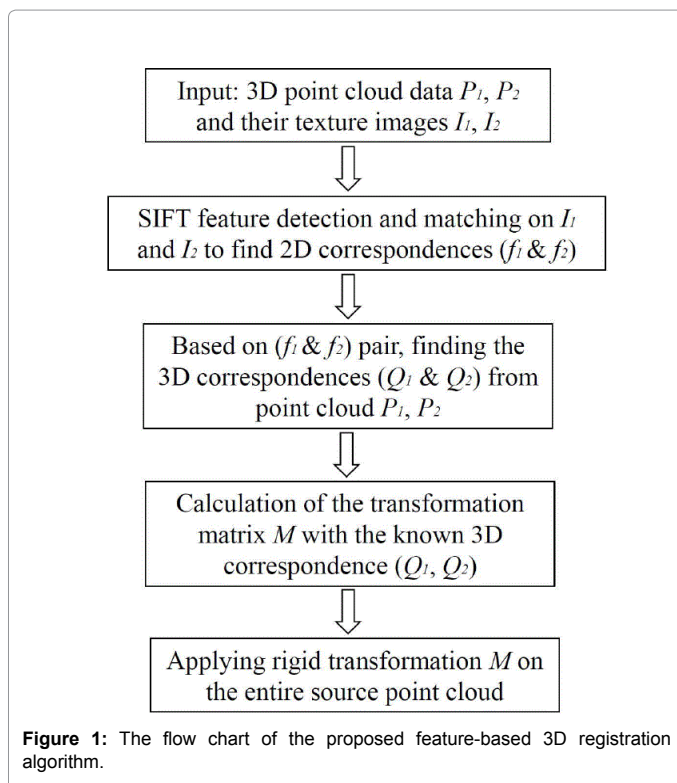 Input: 3D point cloud data P1, P2
and their texture images I1, I2
SIFT feature detection and matching on I1
and I2 to find 2D correspondences (f1 & f2)
Based on (f1 & f2) pair, finding the
3D correspondences (Q1 & Q2) from
point cloud P1, P2
Calculation of the transformation
matrix M with the known 3D
correspondence (Q1, Q2)
Applying rigid transformation M on
the entire source point cloud
Figure 1: The flow chart of the proposed feature-based 3D registration
algorithm.